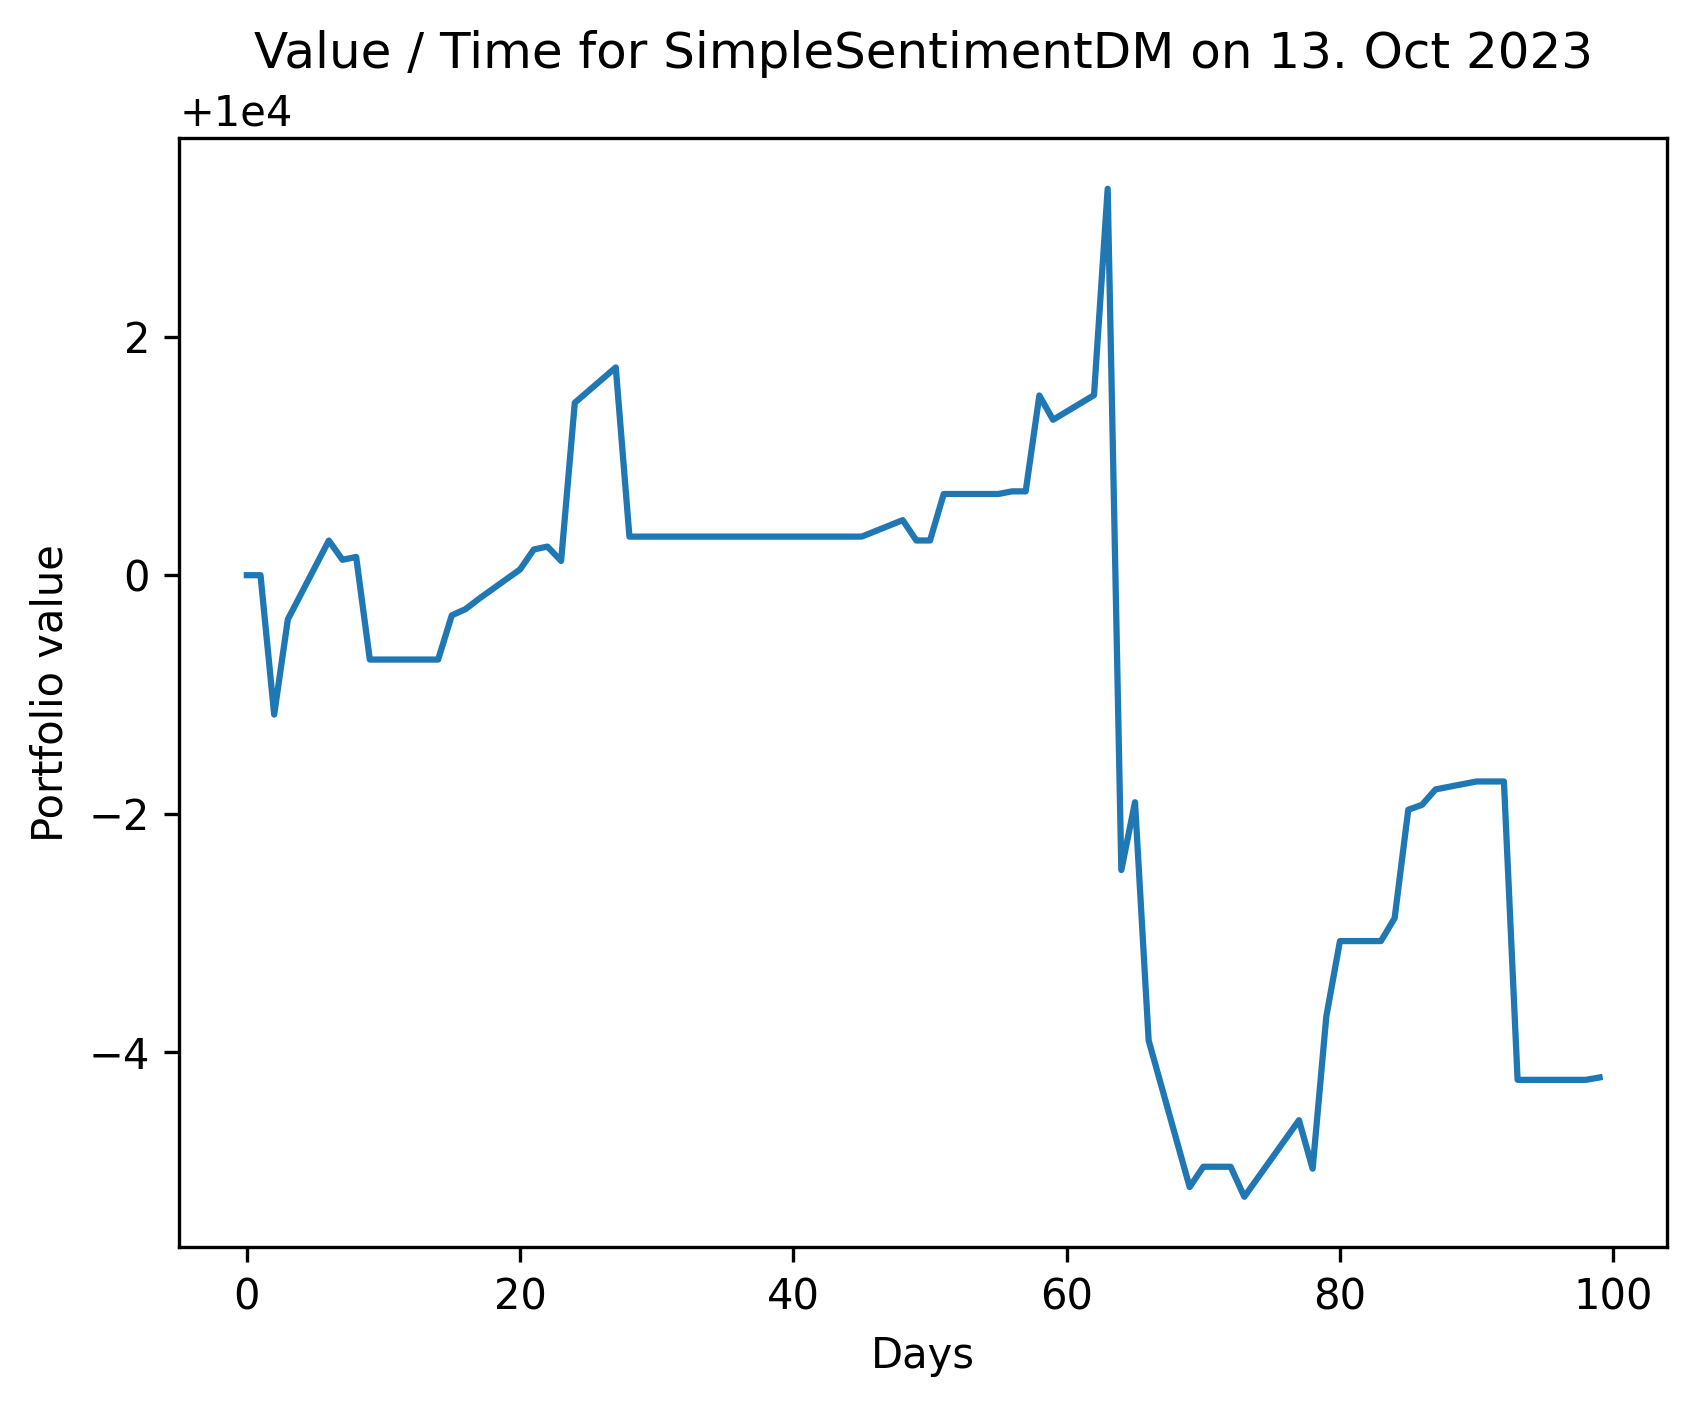 Value / Time for SimpleSentimentDM on 13. Oct 2023
+1e4
2
0
−2
−4
Portfolio value
0 20 40 60 80 100
Days